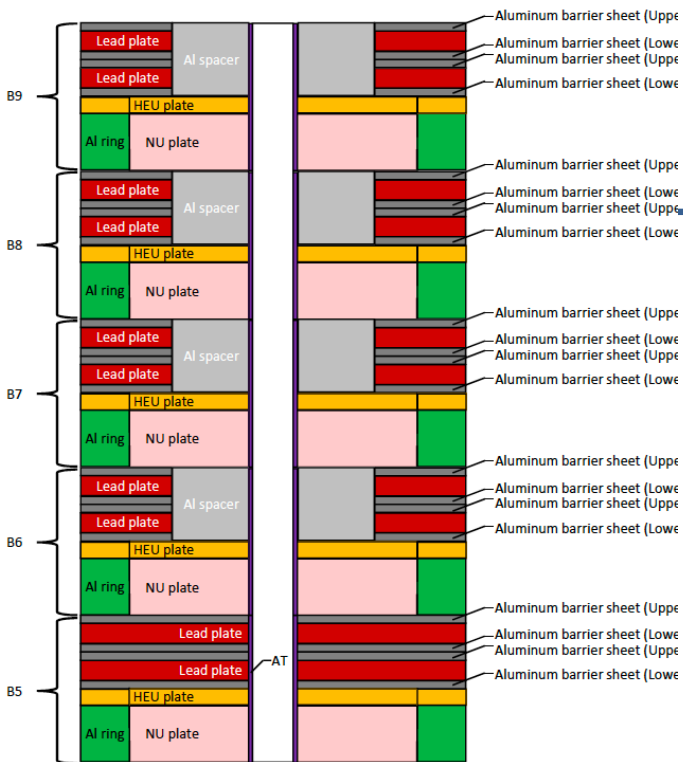 Aluminum barrier sheet (Uppe
Lead plate
Aluminum barrier sheet (Lowe
Al spacer
Aluminum barrier sheet (Uppe
Lead plate
Aluminum barrier sheet (Lowe
B9
HEU plate
Al ring
NU plate
Aluminum barrier sheet (Uppe
Lead plate
Aluminum barrier sheet (Lowe
Al spacer
Aluminum barrier sheet (Uppe
Lead plate
Aluminum barrier sheet (Lowe
B8
HEU plate
Al ring
NU plate
Aluminum barrier sheet (Uppe
Lead plate
Aluminum barrier sheet (Lowe
Al spacer
Aluminum barrier sheet (Uppe
Lead plate
Aluminum barrier sheet (Lowe
B7
HEU plate
Al ring
NU plate
Aluminum barrier sheet (Uppe
Lead plate
Aluminum barrier sheet (Lowe
Al spacer
Aluminum barrier sheet (Uppe
Lead plate
Aluminum barrier sheet (Lowe
B6
HEU plate
Al ring
NU plate
Aluminum barrier sheet (Uppe
Lead plate
Aluminum barrier sheet (Lowe
Aluminum barrier sheet (Uppe
Lead plate
AT
Aluminum barrier sheet (Lowe
B5
HEU plate
Al ring
NU plate